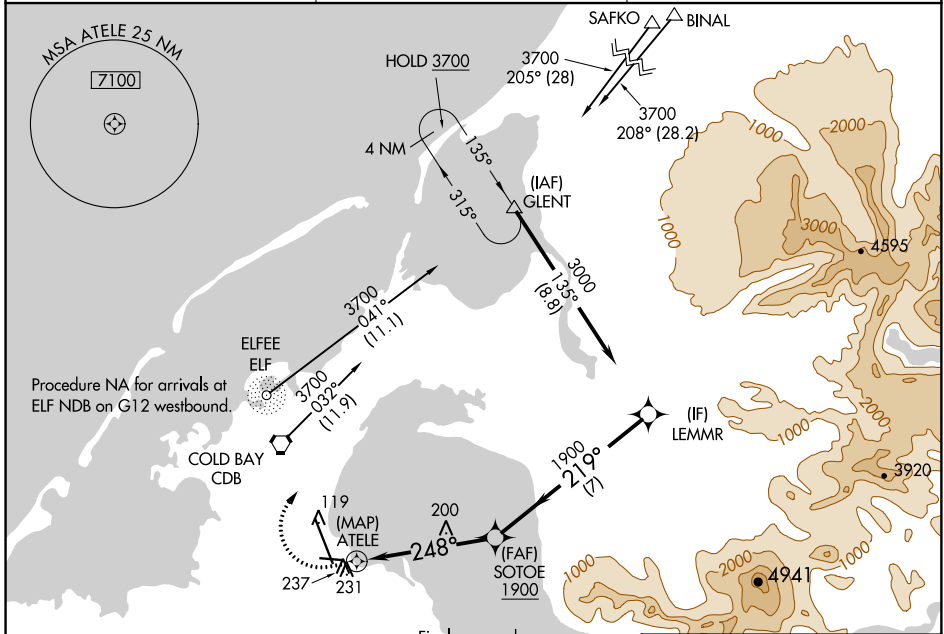 MSA ATELE 25 NM
7100
HOLD 3700
4 NM
135°
315°
(IAF)
GLENT
SAFKO
BINAL
3700
205° (28)
3700
208° (28.2)
1000
2000
3000
4595
1000
3000
135°
(8.8)
3700
041°
(11.1)
ELFEE
ELF
3700
032°
(11.9)
Procedure NA for arrivals at
ELF NDB on G12 westbound.
COLD BAY
CDB
(IF)
LEMMR
1900
219°
(7)
2000
1000
3920
119
(MAP)
ATELE
200
248°
(FAF)
SOTOE
1900
237
231
1000
2000
4941
1000